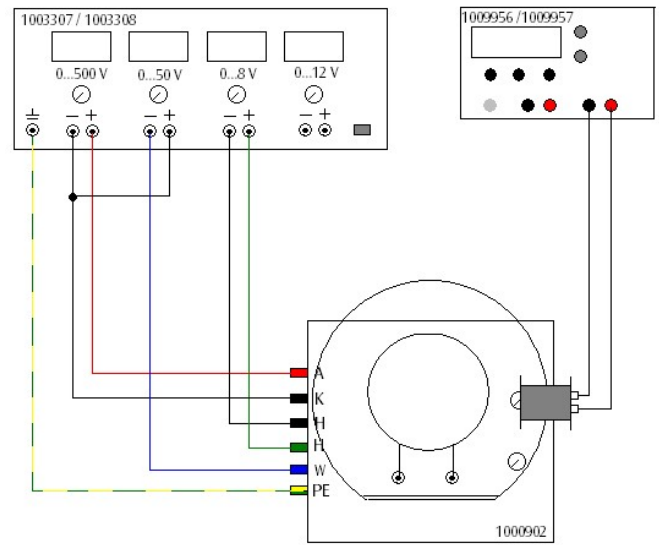 1003307 / 1003308
0...500 V
0...50 V
0...8 V
0...12 V
− + − + − + − +
1009956 /1009957
A
K
H
H
W
PE
1000902